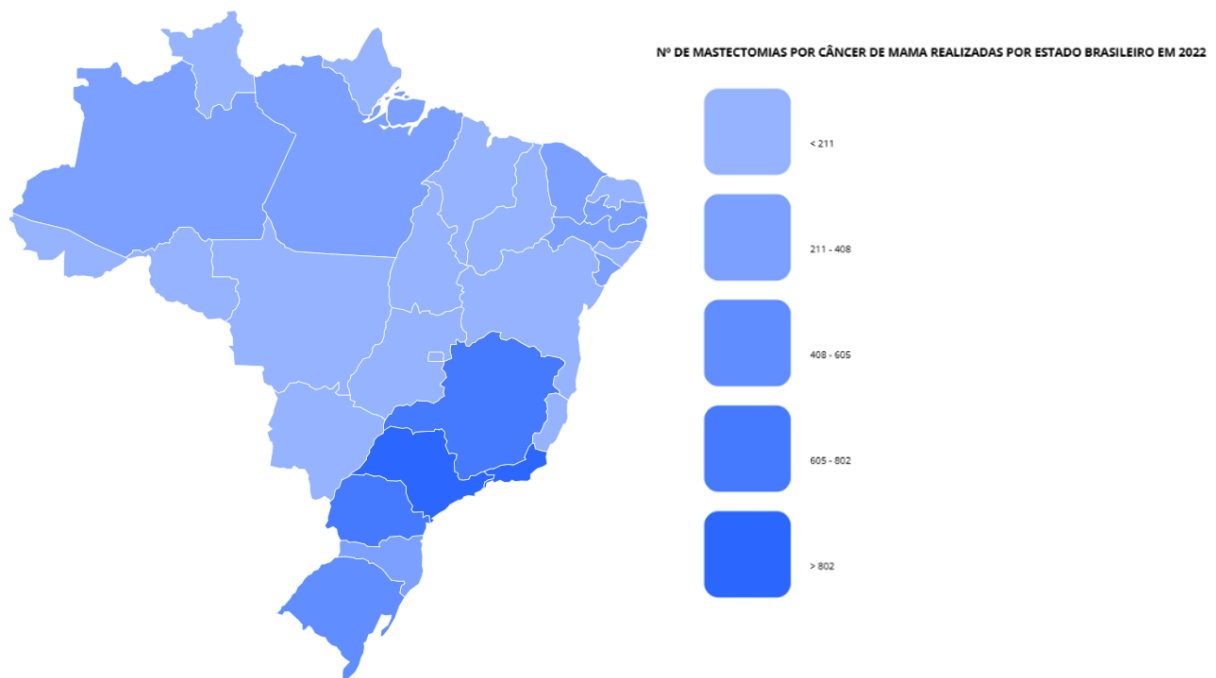 Nº DE MASTECTOMIAS POR CÂNCER DE MAMA REALIZADAS POR ESTADO BRASILEIRO EM 2022
< 211
211 - 408
408 - 605
605 - 802
> 802